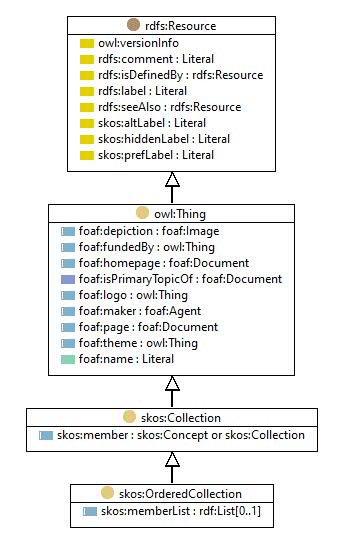 rdfs:Resource
owl:versionInfo
rdfs:comment : Literal
rdfs:isDefinedBy : rdfs:Resource
rdfs:label : Literal
rdfs:seeAlso : rdfs:Resource
skos:altLabel : Literal
skos:hiddenLabel : Literal
skos:prefLabel : Literal
owl:Thing
foaf:depiction : foaf:Image
foaf:fundedBy : owl:Thing
foaf:homepage : foaf:Document
foaf:isPrimaryTopicOf : foaf:Document
foaf:logo : owl:Thing
foaf:maker : foaf:Agent
foaf:page : foaf:Document
foaf:theme : owl:Thing
foaf:name : Literal
skos:Collection
skos:member : skos:Concept or skos:Collection
skos:OrderedCollection
skos:memberList : rdf:List[0..1]